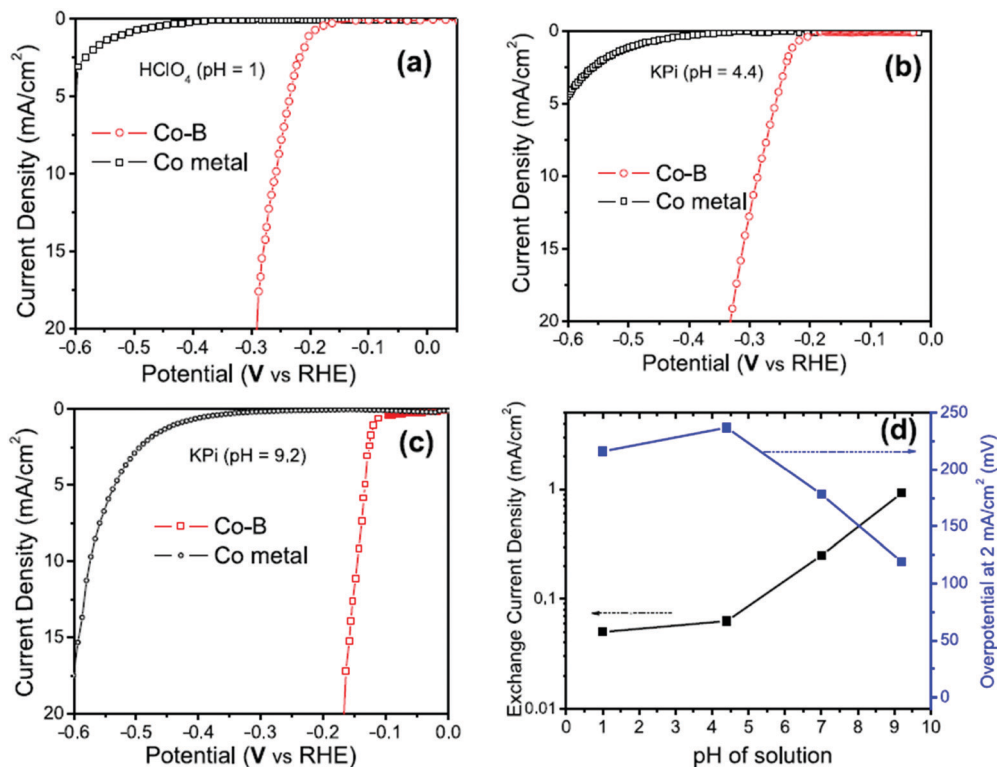 (a)
HClO₄ (pH = 1)
Co-B
Co metal
0
5
10
15
20
Current Density (mA/cm²)
-0.6 -0.5 -0.4 -0.3 -0.2 -0.1 0.0
Potential (V vs RHE)
(b)
KPi (pH = 4.4)
Co-B
Co metal
0
5
10
15
20
Current Density (mA/cm²)
-0.6 -0.5 -0.4 -0.3 -0.2 -0.1 0.0
Potential (V vs RHE)
(c)
KPi (pH = 9.2)
Co-B
Co metal
0
5
10
15
20
Current Density (mA/cm²)
-0.6 -0.5 -0.4 -0.3 -0.2 -0.1 0.0
Potential (V vs RHE)
(d)
1
0.1
0.01
Exchange Current Density (mA/cm²)
250
200
150
100
50
0
Overpotential at 2 mA/cm² (mV)
0 1 2 3 4 5 6 7 8 9 10
pH of solution